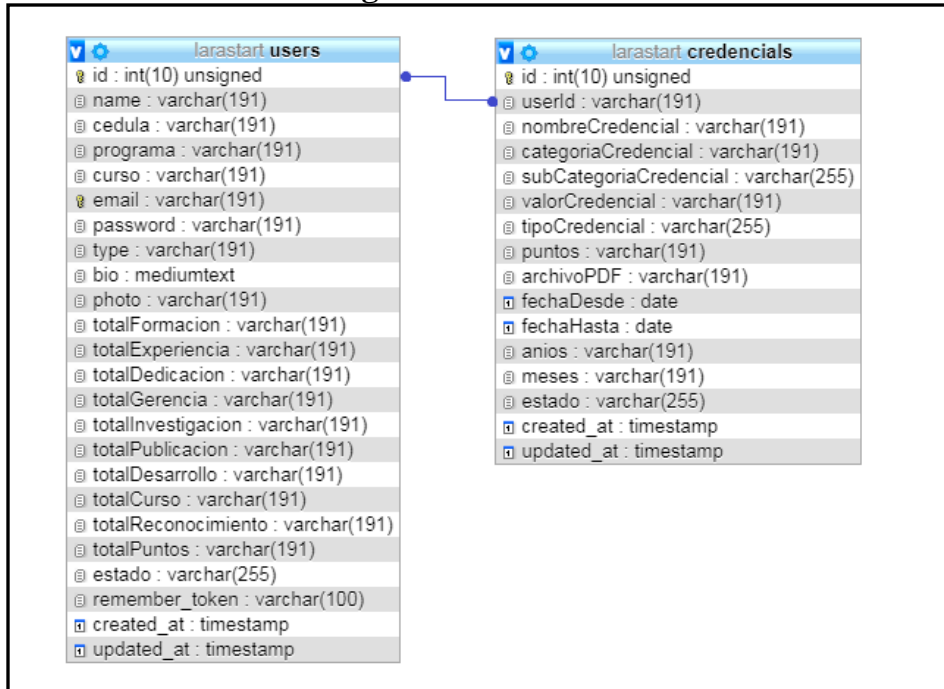 larastart users
id : int(10) unsigned
name : varchar(191)
cedula : varchar(191)
programa : varchar(191)
curso : varchar(191)
email : varchar(191)
password : varchar(191)
type : varchar(191)
bio : mediumtext
photo : varchar(191)
totalFormacion : varchar(191)
totalExperiencia : varchar(191)
totalDedicacion : varchar(191)
totalGerencia : varchar(191)
totalInvestigacion : varchar(191)
totalPublicacion : varchar(191)
totalDesarrollo : varchar(191)
totalCurso : varchar(191)
totalReconocimiento : varchar(191)
totalPuntos : varchar(191)
estado : varchar(255)
remember_token : varchar(100)
created_at : timestamp
updated_at : timestamp
larastart credencials
id : int(10) unsigned
userId : varchar(191)
nombreCredencial : varchar(191)
categoriaCredencial : varchar(191)
subCategoriaCredencial : varchar(255)
valorCredencial : varchar(191)
tipoCredencial : varchar(255)
puntos : varchar(191)
archivoPDF : varchar(191)
fechaDesde : date
fechaHasta : date
anios : varchar(191)
meses : varchar(191)
estado : varchar(255)
created_at : timestamp
updated_at : timestamp